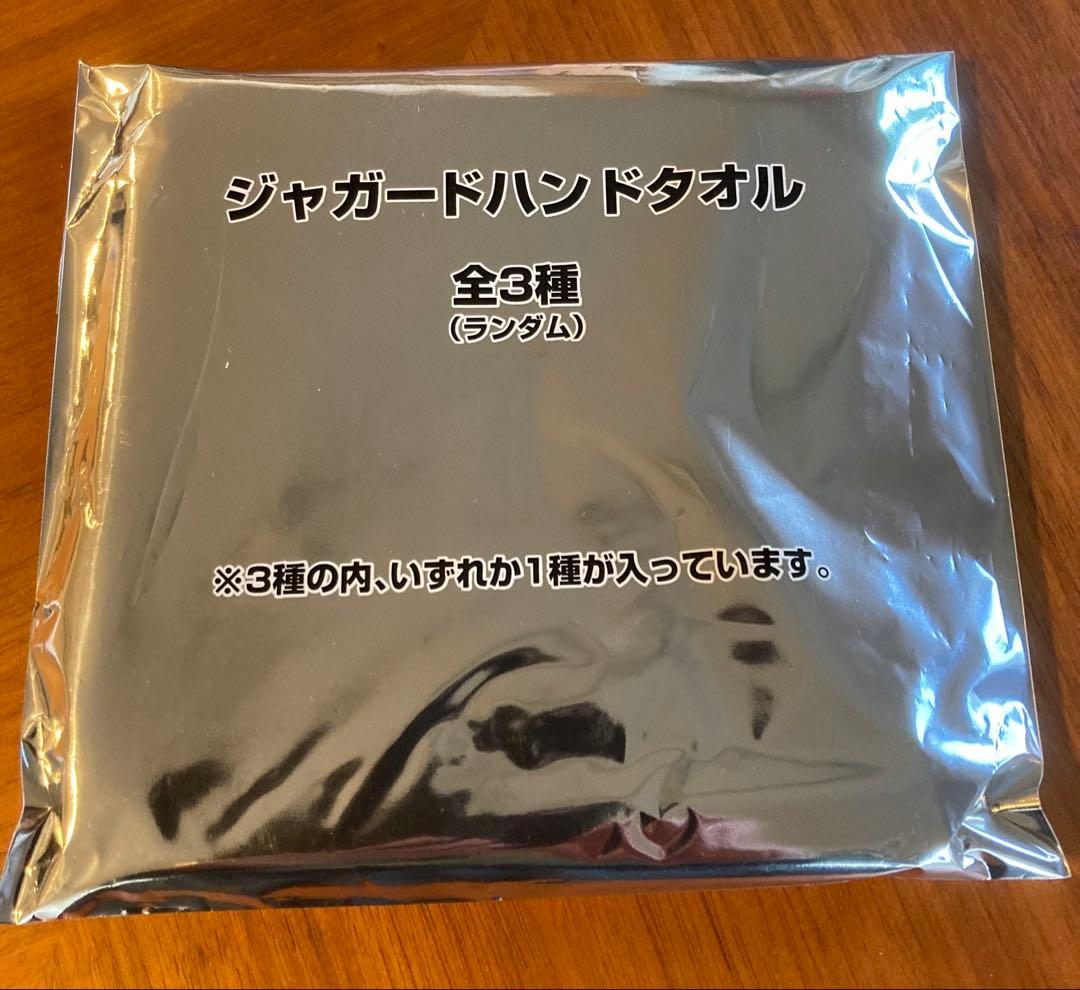 ジャガードハンドタオル
全3種
(ランダム)
※3種の内、いずれか1種が入っています。